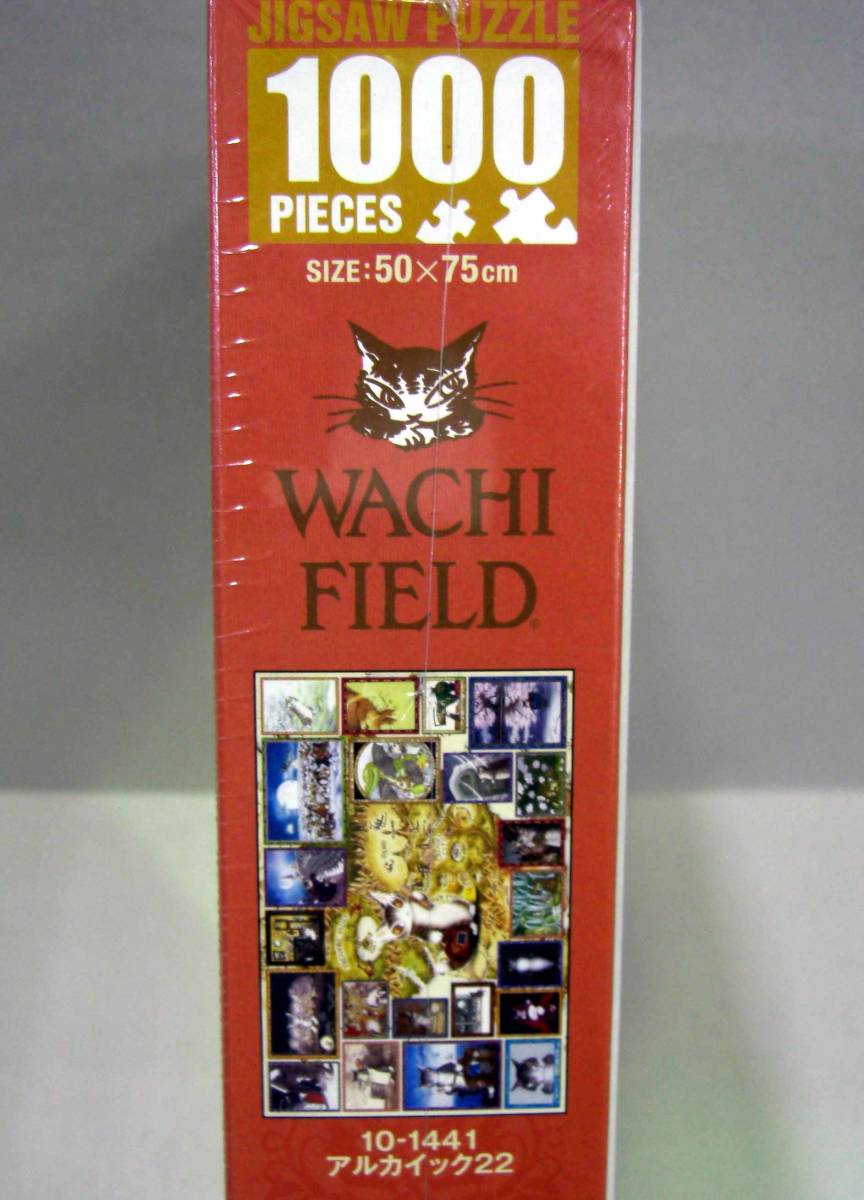 JIGSAW PUZZLE
1000
PIECES
SIZE: 50×75cm
WACHI
FIELD®
10-1441
アルカイック22